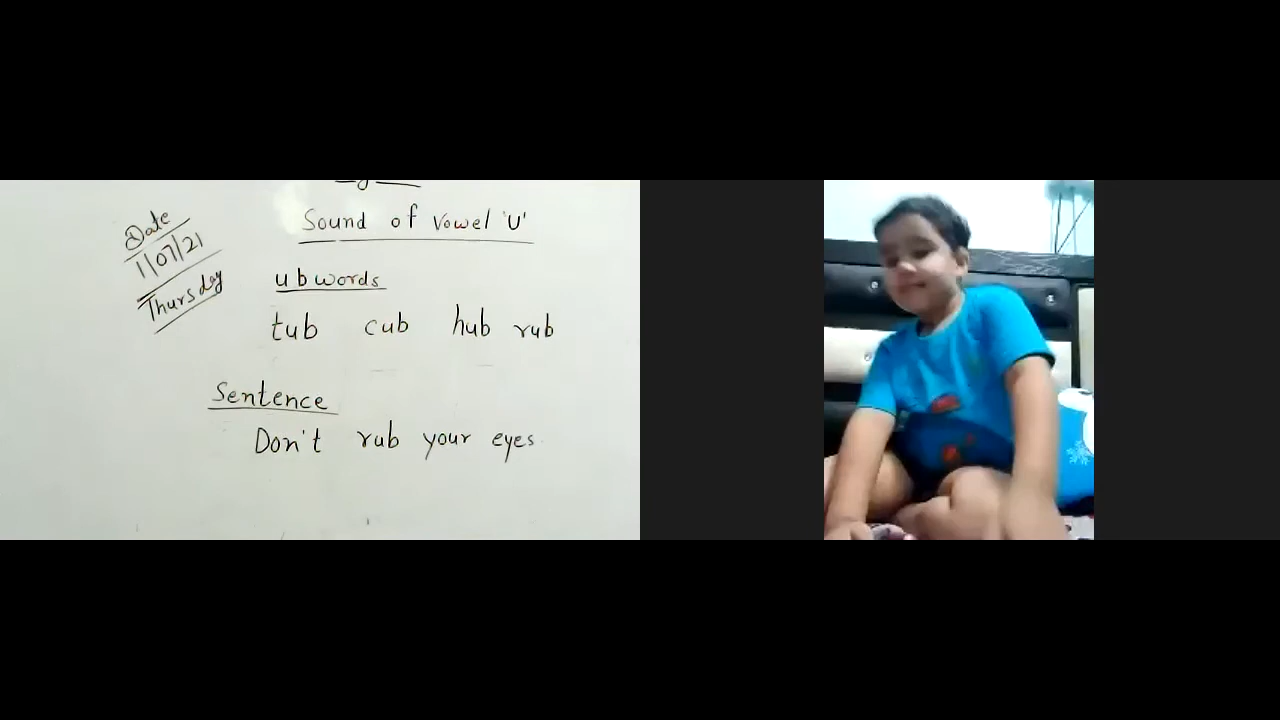 Date
1/07/21
Thursday
Sound of Vowel 'U'
ub words
tub cub hub rub
Sentence
Don't rub your eyes.